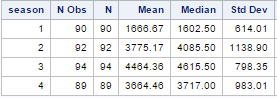 season N Obs N Mean Median Std Dev
1 90 90 1666.67 1602.50 614.01
2 92 92 3775.17 4085.50 1138.90
3 94 94 4464.36 4615.50 798.35
4 89 89 3664.46 3717.00 983.01